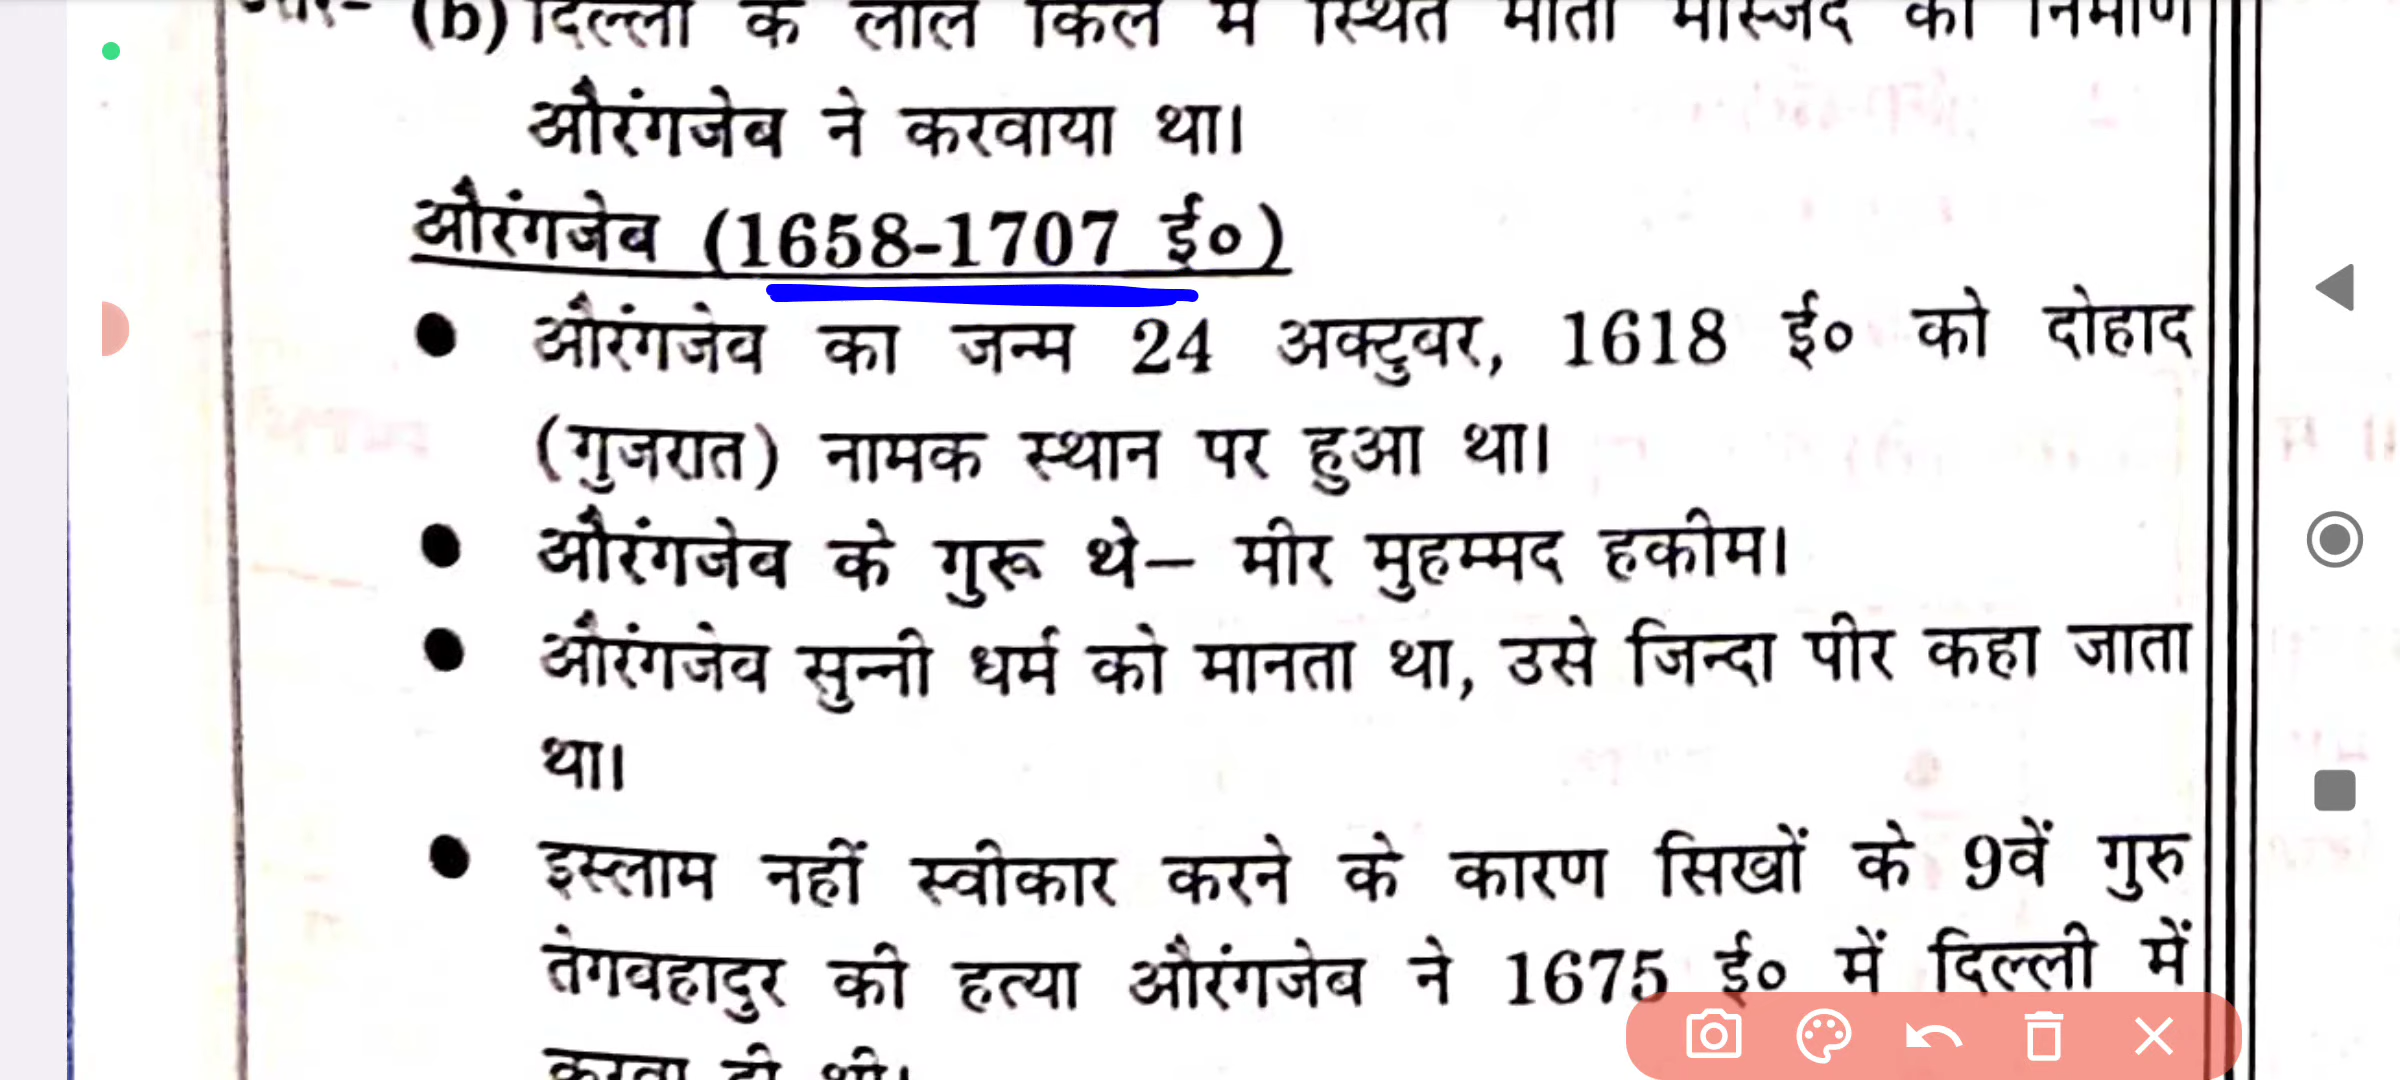 (b) दिल्ली के लाल किले में स्थित मोती मस्जिद का निर्माण
औरंगजेब ने करवाया था।
औरंगजेब (1658-1707 ई०)
● औरंगजेब का जन्म 24 अक्टुबर, 1618 ई० को दोहाद
(गुजरात) नामक स्थान पर हुआ था।
● औरंगजेब के गुरू थे– मीर मुहम्मद हकीम।
● औरंगजेब सुन्नी धर्म को मानता था, उसे जिन्दा पीर कहा जाता
था।
● इस्लाम नहीं स्वीकार करने के कारण सिखों के 9वें गुरु
तेगबहादुर की हत्या औरंगजेब ने 1675 ई० में दिल्ली में
करवा दी थी।